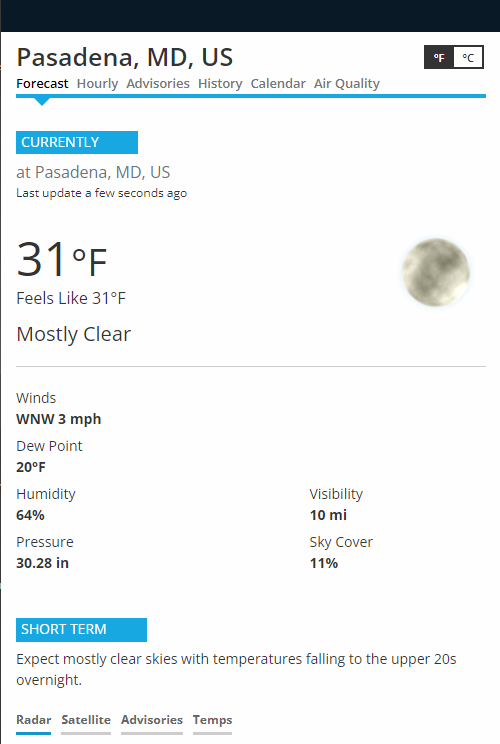 Pasadena, MD, US
ºF ºC
Forecast Hourly Advisories History Calendar Air Quality
CURRENTLY
at Pasadena, MD, US
Last update a few seconds ago
31°F
Feels Like 31°F
Mostly Clear
Winds
WNW 3 mph
Dew Point
20°F
Humidity
64%
Visibility
10 mi
Pressure
30.28 in
Sky Cover
11%
SHORT TERM
Expect mostly clear skies with temperatures falling to the upper 20s
overnight.
Radar Satellite Advisories Temps